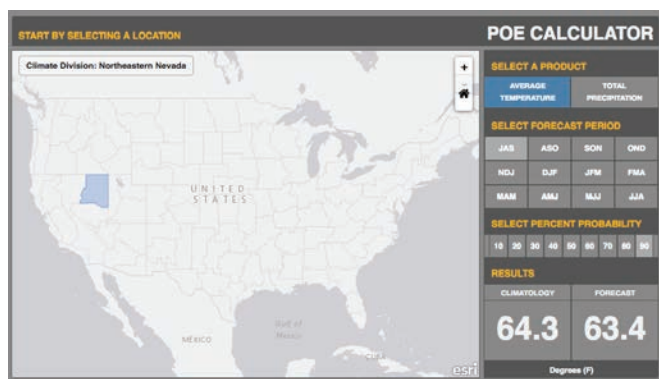 START BY SELECTING A LOCATION
POE CALCULATOR
Climate Division: Northeastern Nevada
+
UNITED
STATES
MÉXICO
Gulf of
Mexico
CUBA
esri
SELECT A PRODUCT
AVERAGE
TEMPERATURE
TOTAL
PRECIPITATION
SELECT FORECAST PERIOD
JAS ASO SON OND
NDJ DJF JFM FMA
MAM AMJ MJJ JJA
SELECT PERCENT PROBABILITY
10 20 30 40 50 60 70 80 90
RESULTS
CLIMATOLOGY FORECAST
64.3 63.4
Degrees (F)